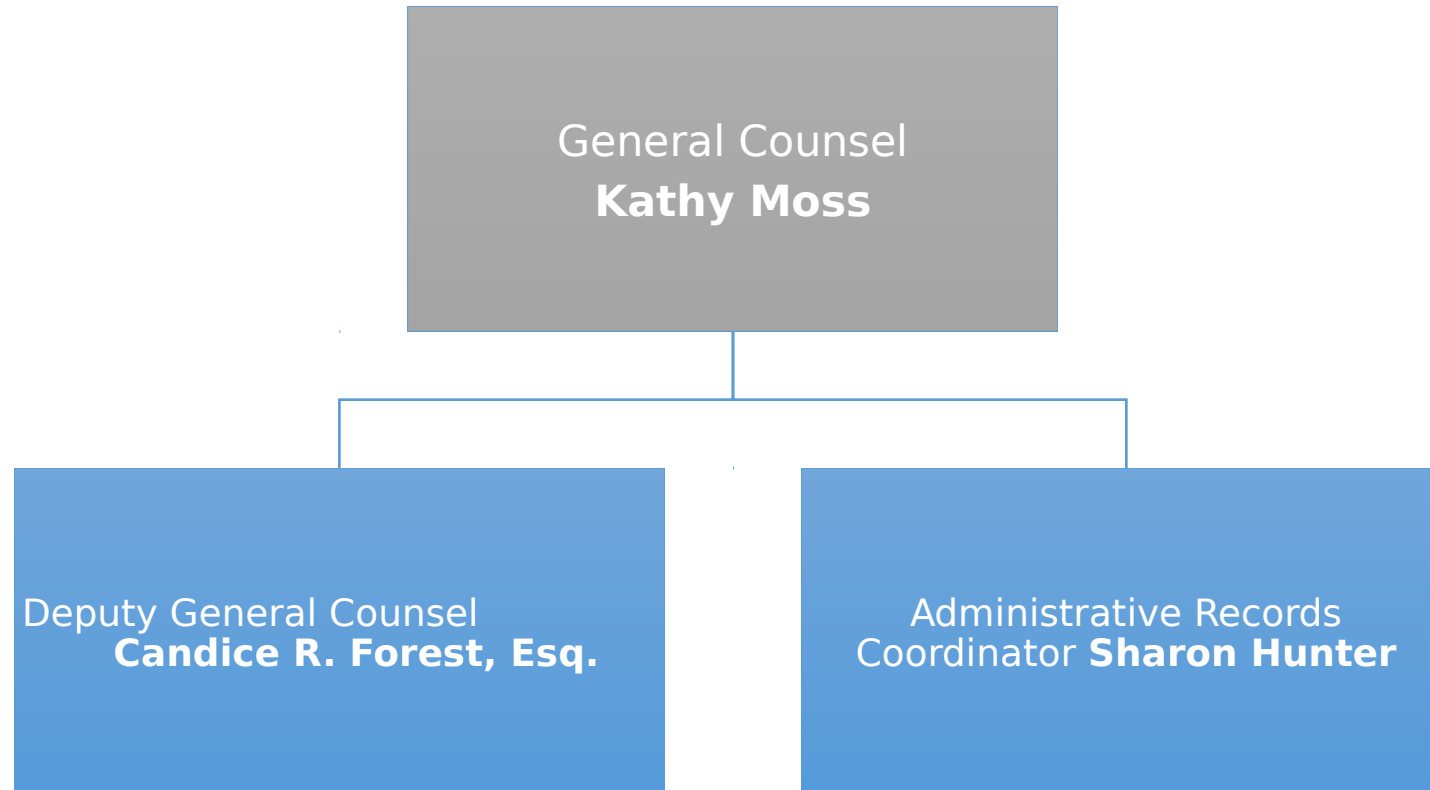 General Counsel
Kathy Moss
Deputy General Counsel
Candice R. Forest, Esq.
Administrative Records
Coordinator Sharon Hunter